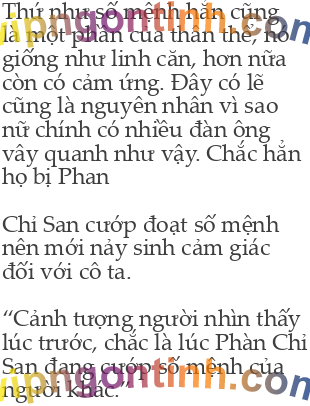 Thứ như số mệnh hẳn cũng
là một phần của thân thể, nó
giống như linh căn, hơn nữa
còn có cảm ứng. Đây có lẽ
cũng là nguyên nhân vì sao
nữ chính có nhiều đàn ông
vây quanh như vậy. Chắc hẳn
họ bị Phan

Chỉ San cướp đoạt số mệnh
nên mới nảy sinh cảm giác
đối với cô ta.

“Cảnh tượng người nhìn thấy
lúc trước, chắc là lúc Phàn Chỉ
San đang cướp số mệnh của
người khác.